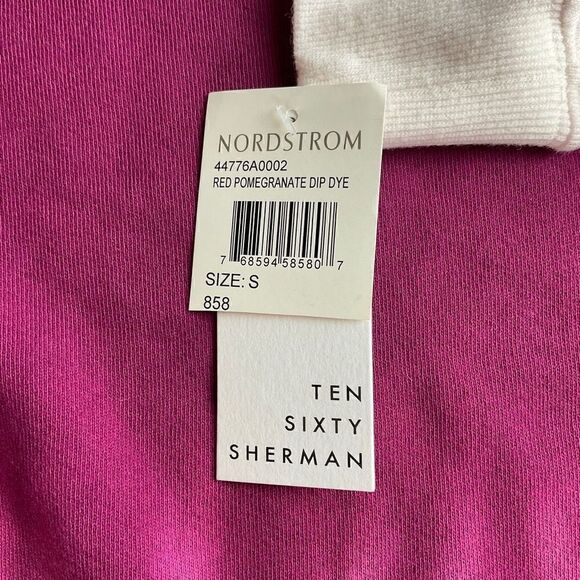 NORDSTROM
44776A0002
RED POMEGRANATE DIP DYE
7 68594 58580 7
SIZE: S
858
TEN
SIXTY
SHERMAN